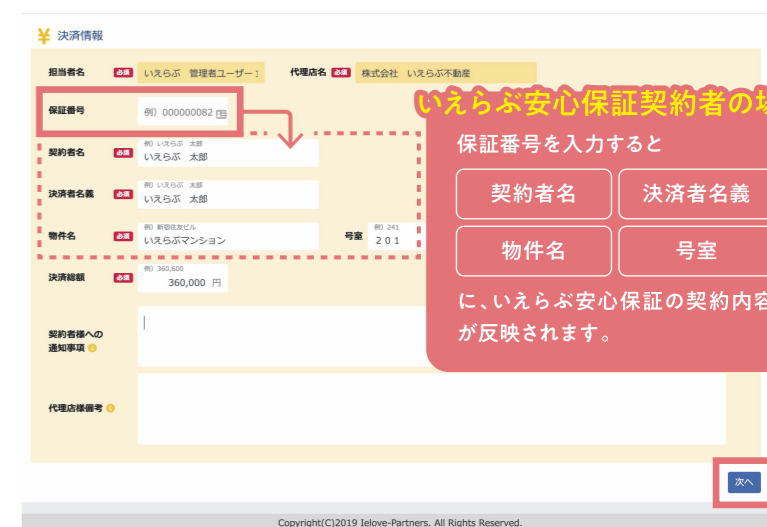 ¥ 決済情報
担当者名 必須 いえらぶ 管理者ユーザー 代理店名 必須 株式会社 いえらぶ不動産
いえらぶ安心保証契約者の
保証番号 例）000000082
保証番号を入力すると
契約者名 必須 例）いえらぶ 太郎
いえらぶ 太郎
契約者名 決済者名義
決済者名義 必須 例）いえらぶ 太郎
いえらぶ 太郎
物件名 号室
物件名 必須 例）新宿住友ビル
いえらぶマンション
号室 例）241
２０１
決済総額 必須 例）360,600
360,000 円
に、いえらぶ安心保証の契約内容
が反映されます。
契約者様への
通知事項
代理店様備考
次へ
Copyright(C)2019 Ielove-Partners. All Rights Reserved.